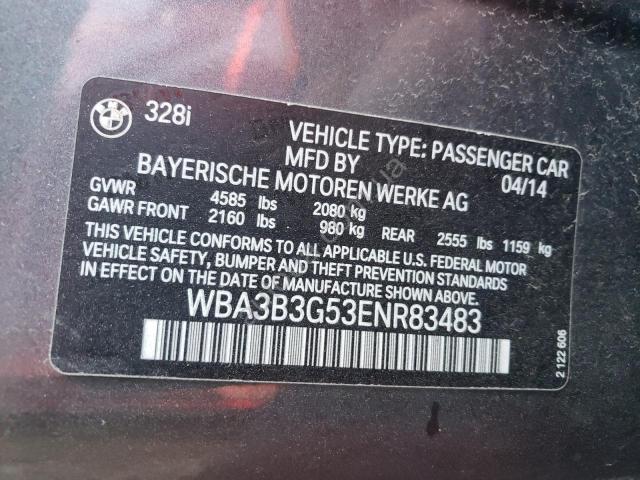 BMW
328i
VEHICLE TYPE: PASSENGER CAR
MFD BY 04/14
BAYERISCHE MOTOREN WERKE AG
GVWR 4585 lbs 2080 kg
GAWR FRONT 2160 lbs 980 kg REAR 2555 lbs 1159 kg
THIS VEHICLE CONFORMS TO ALL APPLICABLE U.S. FEDERAL MOTOR
VEHICLE SAFETY, BUMPER AND THEFT PREVENTION STANDARDS
IN EFFECT ON THE DATE OF MANUFACTURE SHOWN ABOVE.
WBA3B3G53ENR83483
2 122 606